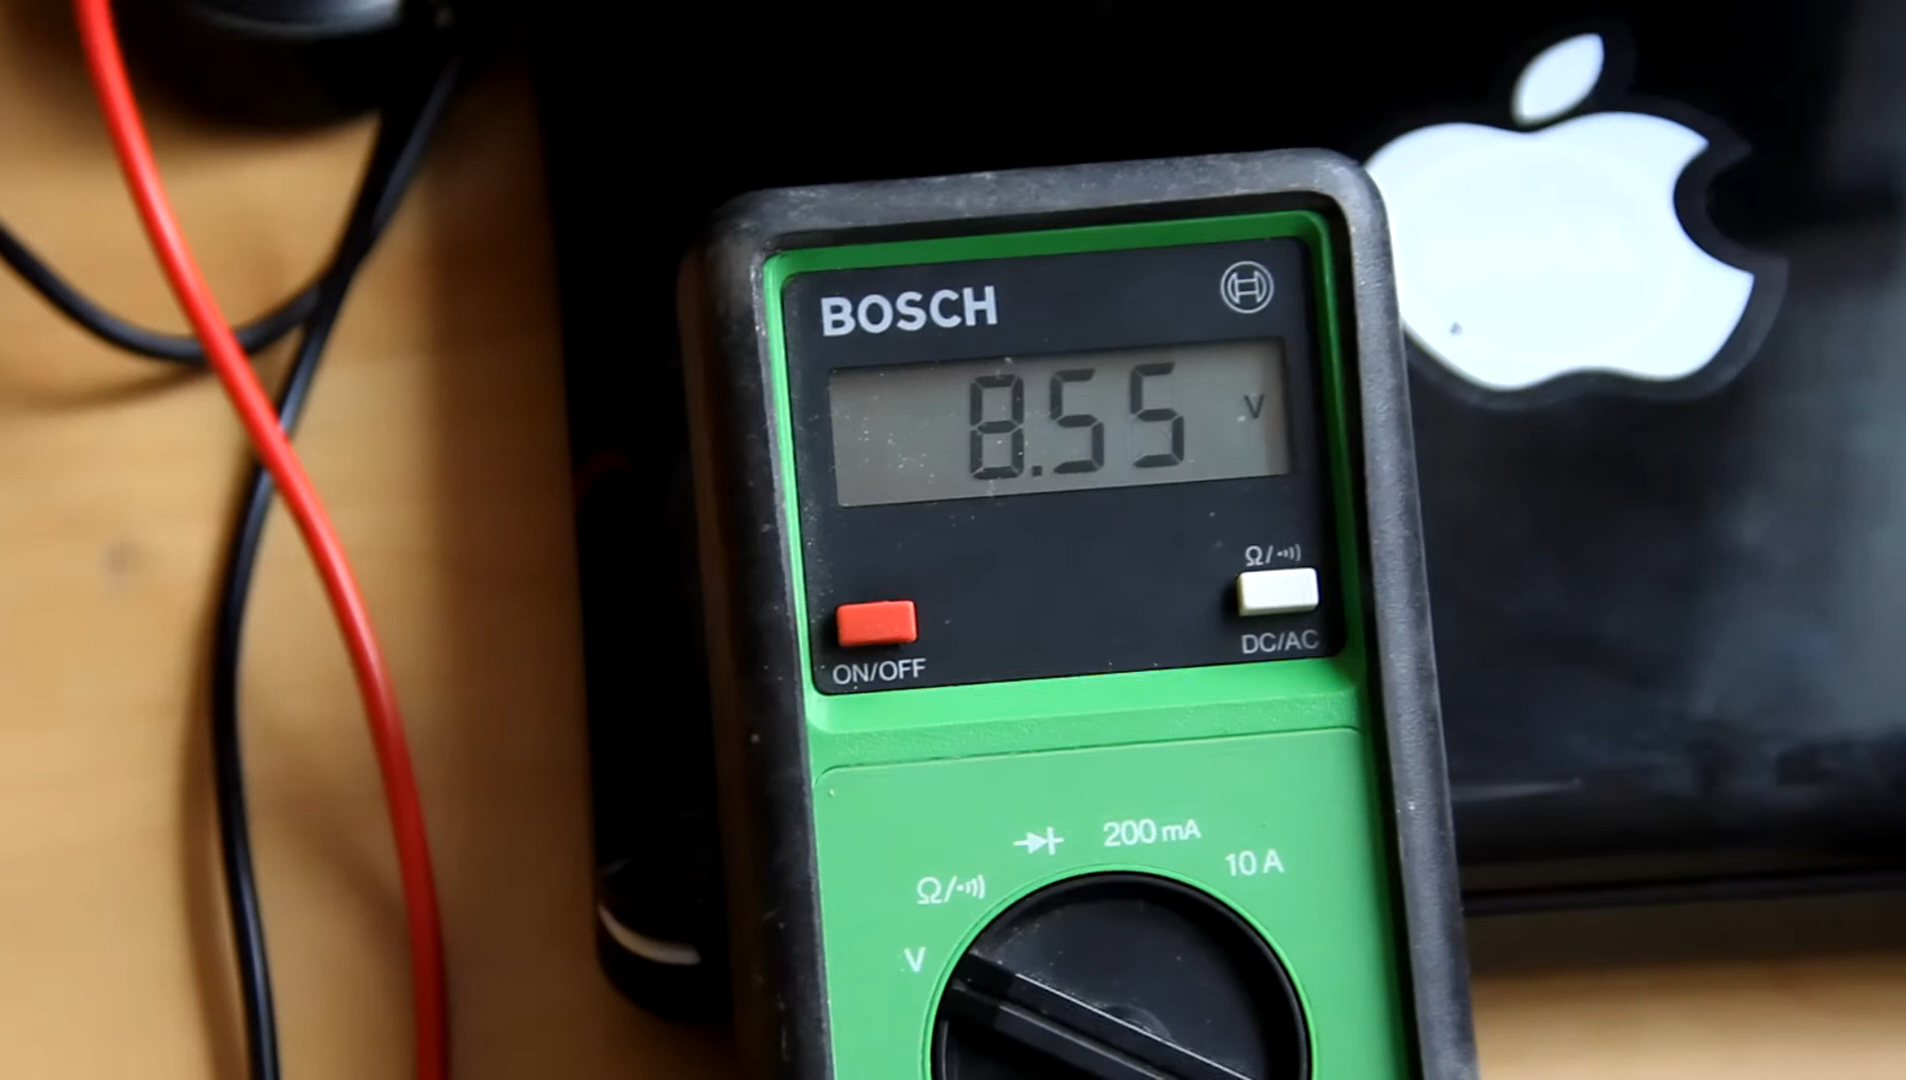 BOSCH
8.55 V
Ω/•))
ON/OFF
DC/AC
200 mA
10 A
Ω/•))
V